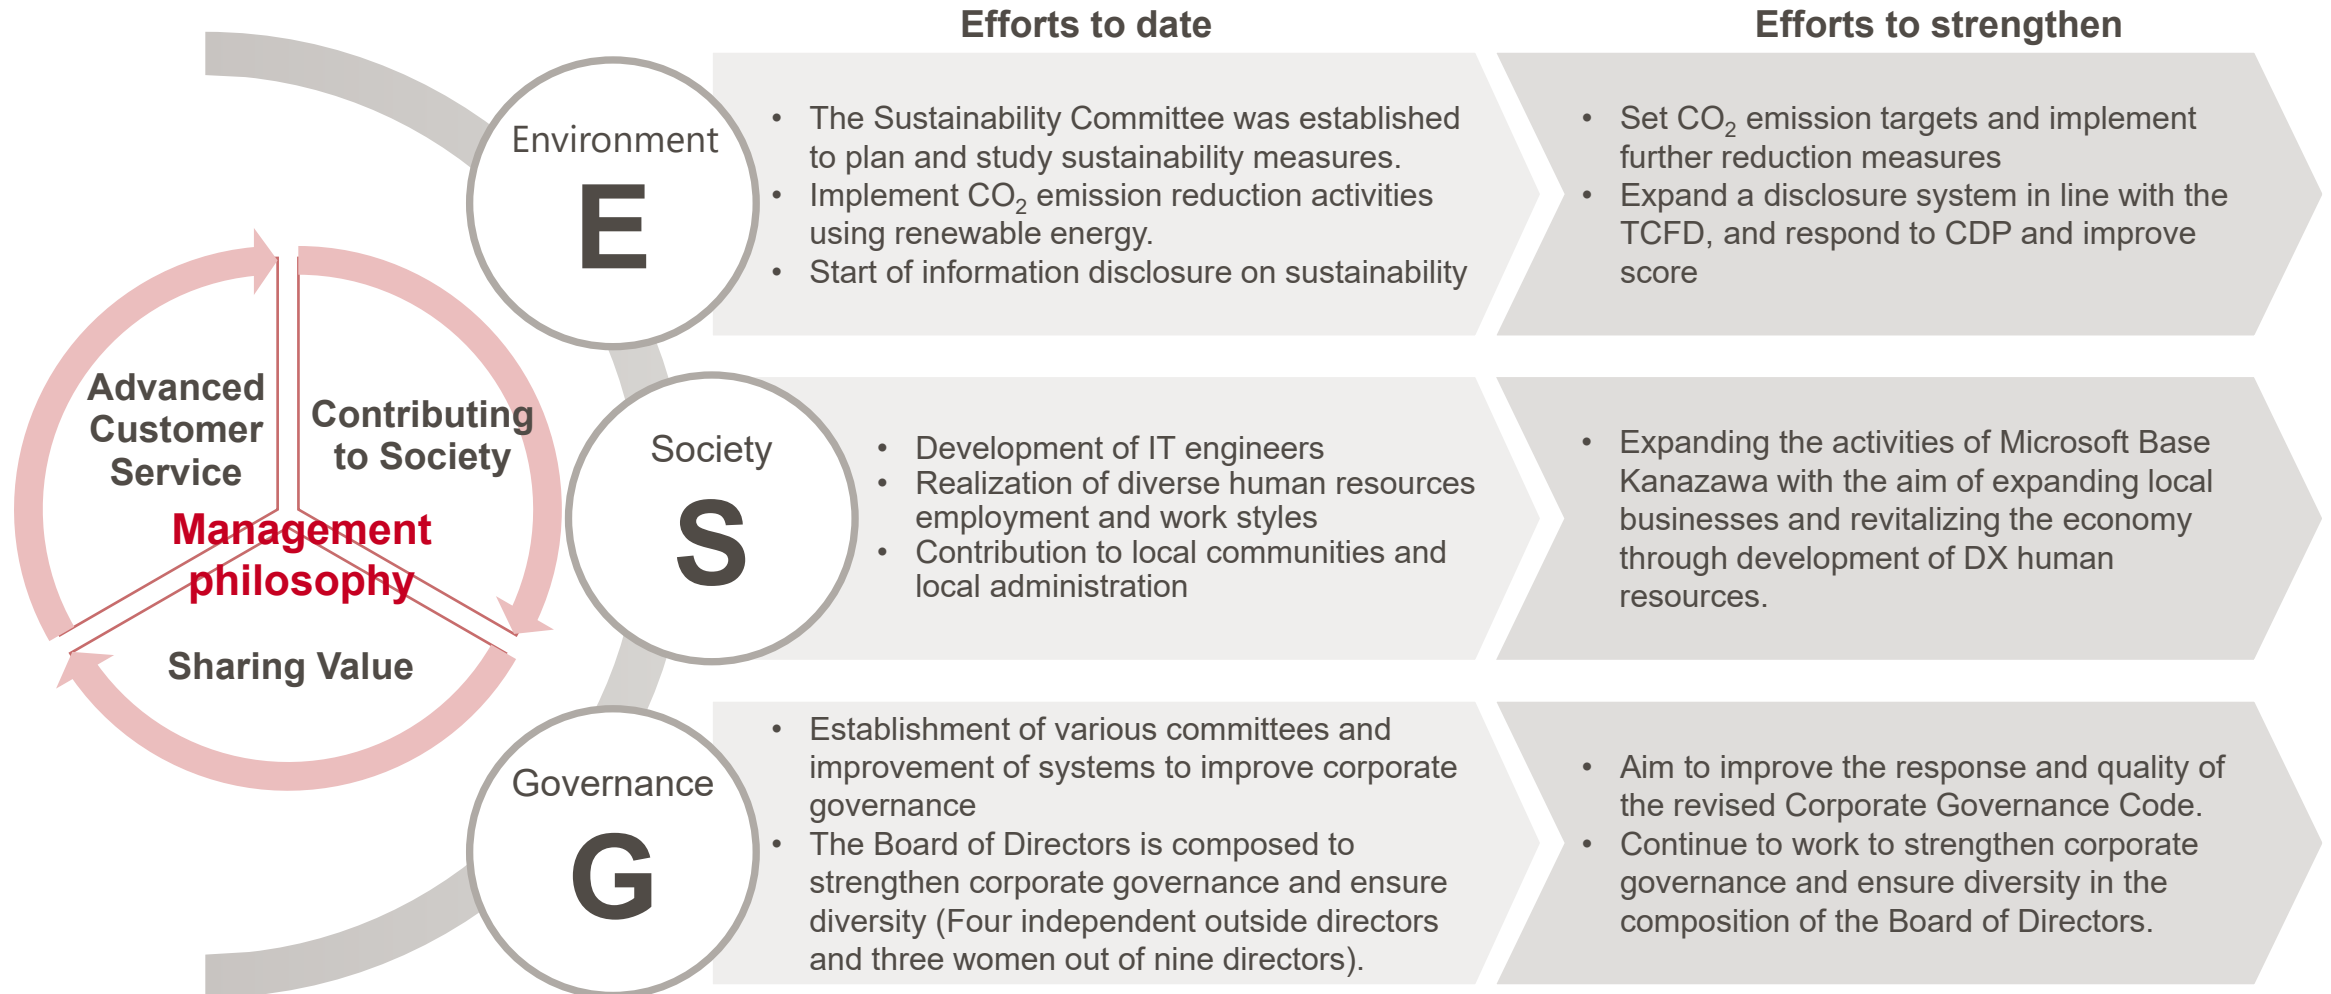 Efforts to date
Efforts to strengthen
Advanced
Customer
Service
Contributing
to Society
Management
philosophy
Sharing Value
Environment
E
• The Sustainability Committee was established
to plan and study sustainability measures.
• Implement CO₂ emission reduction activities
using renewable energy.
• Start of information disclosure on sustainability
• Set CO₂ emission targets and implement
further reduction measures
• Expand a disclosure system in line with the
TCFD, and respond to CDP and improve
score
Society
S
• Development of IT engineers
• Realization of diverse human resources
employment and work styles
• Contribution to local communities and
local administration
• Expanding the activities of Microsoft Base
Kanazawa with the aim of expanding local
businesses and revitalizing the economy
through development of DX human
resources.
Governance
G
• Establishment of various committees and
improvement of systems to improve corporate
governance
• The Board of Directors is composed to
strengthen corporate governance and ensure
diversity (Four independent outside directors
and three women out of nine directors).
• Aim to improve the response and quality of
the revised Corporate Governance Code.
• Continue to work to strengthen corporate
governance and ensure diversity in the
composition of the Board of Directors.